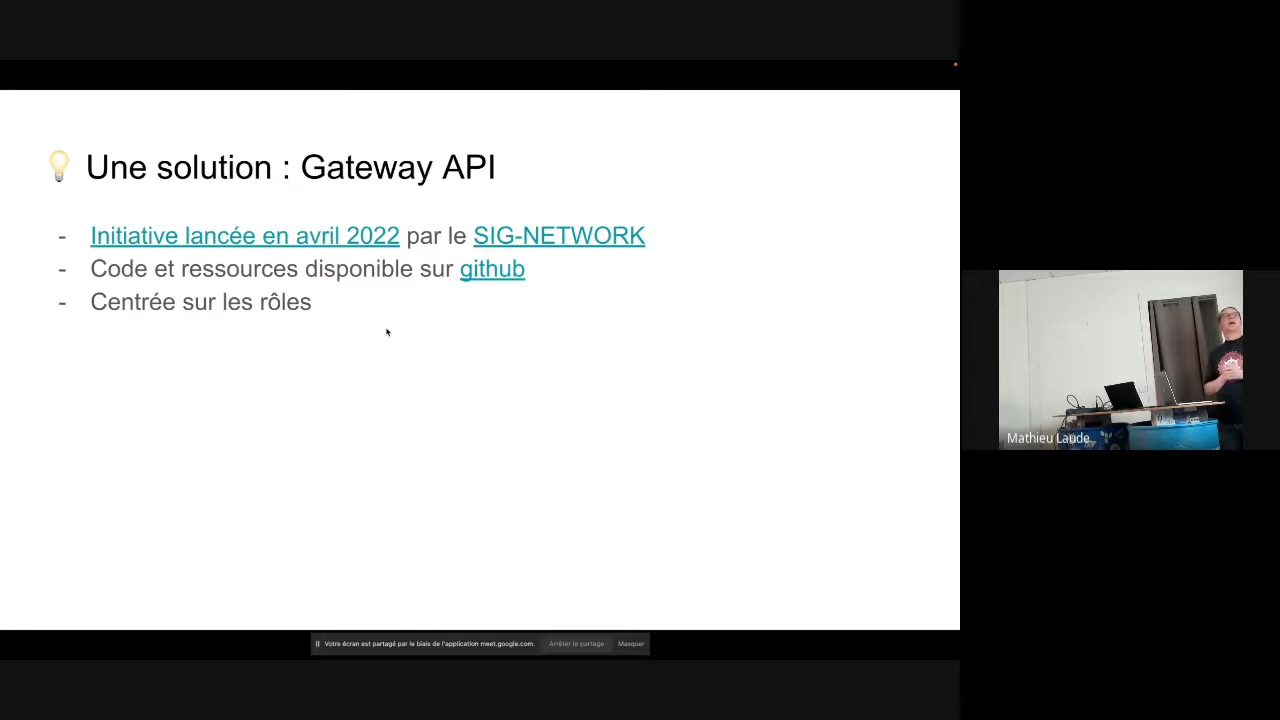 💡 Une solution : Gateway API
- Initiative lancée en avril 2022 par le SIG-NETWORK
- Code et ressources disponible sur github
- Centrée sur les rôles
Mathieu Laude
Votre écran est partagé par le biais de l'application meet.google.com. Arrêter le partage Masquer